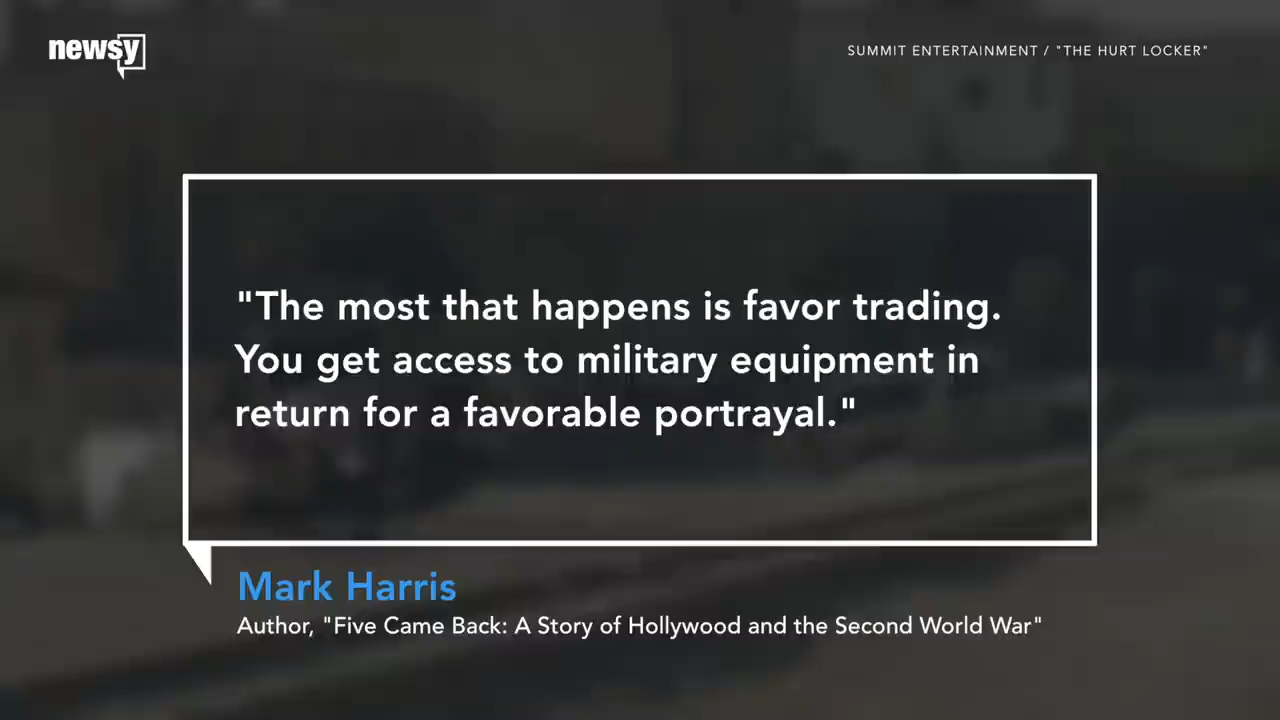 newsy
SUMMIT ENTERTAINMENT / "THE HURT LOCKER"
"The most that happens is favor trading.
You get access to military equipment in
return for a favorable portrayal."
Mark Harris
Author, "Five Came Back: A Story of Hollywood and the Second World War"